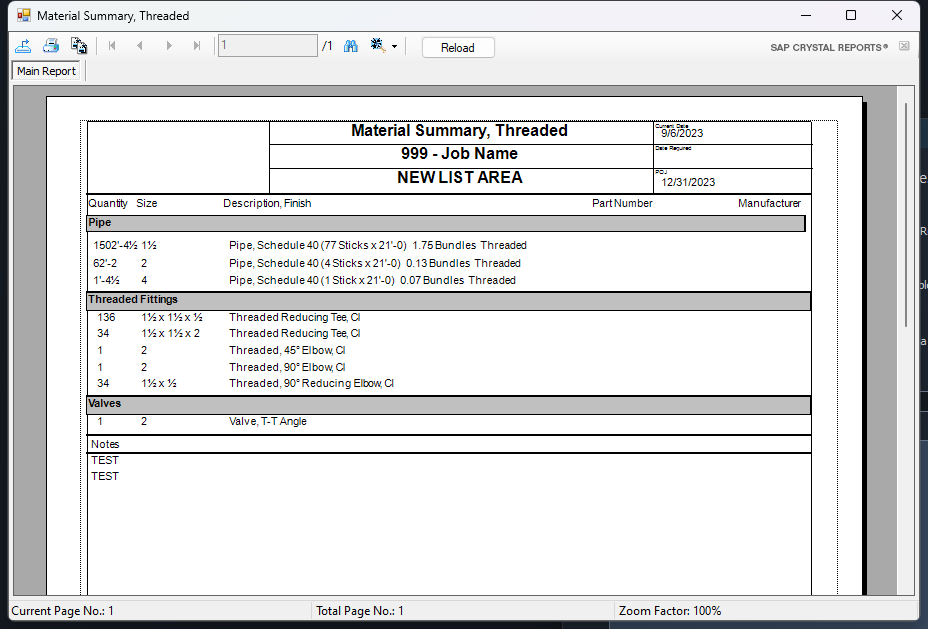 Material Summary, Threaded
1 /1 Reload SAP CRYSTAL REPORTS®
Main Report
Material Summary, Threaded
Current Date
9/6/2023
999 - Job Name
Date Required
NEW LIST AREA
12/31/2023
Quantity Size Description, Finish Part Number Manufacturer
Pipe
1502'-4½ 1½ Pipe, Schedule 40 (77 Sticks x 21'-0) 1.75 Bundles Threaded
62'-2 2 Pipe, Schedule 40 (4 Sticks x 21'-0) 0.13 Bundles Threaded
1'-4½ 4 Pipe, Schedule 40 (1 Stick x 21'-0) 0.07 Bundles Threaded
Threaded Fittings
136 1½ x 1½ x ½ Threaded Reducing Tee, CI
34 1½ x 1½ x 2 Threaded Reducing Tee, CI
1 2 Threaded, 45° Elbow, CI
1 2 Threaded, 90° Elbow, CI
34 1½ x ½ Threaded, 90° Reducing Elbow, CI
Valves
1 2 Valve, T-T Angle
Notes
TEST
TEST
Current Page No.: 1 Total Page No.: 1 Zoom Factor: 100%